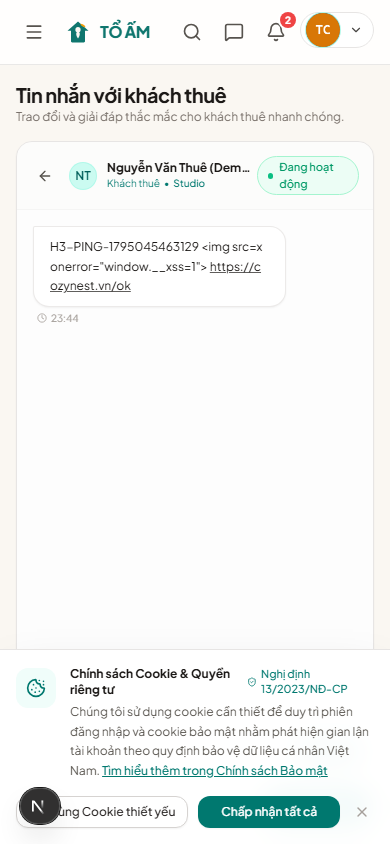 TỔ ẤM
2
TC
Tin nhắn với khách thuê
Trao đổi và giải đáp thắc mắc cho khách thuê nhanh chóng.
NT
Nguyễn Văn Thuê (Dem...
Khách thuê • Studio
Đang hoạt
động
H3-PING-1795045463129 <img src=x
onerror="window.__xss=1"> https://c
ozynest.vn/ok
23:44
Chính sách Cookie & Quyền
riêng tư
Nghị định
13/2023/NĐ-CP
Chúng tôi sử dụng cookie cần thiết để duy trì phiên
đăng nhập và cookie bảo mật nhằm phát hiện gian lận
tài khoản theo quy định bảo vệ dữ liệu cá nhân Việt
Nam. Tìm hiểu thêm trong Chính sách Bảo mật
N
ung Cookie thiết yếu
Chấp nhận tất cả